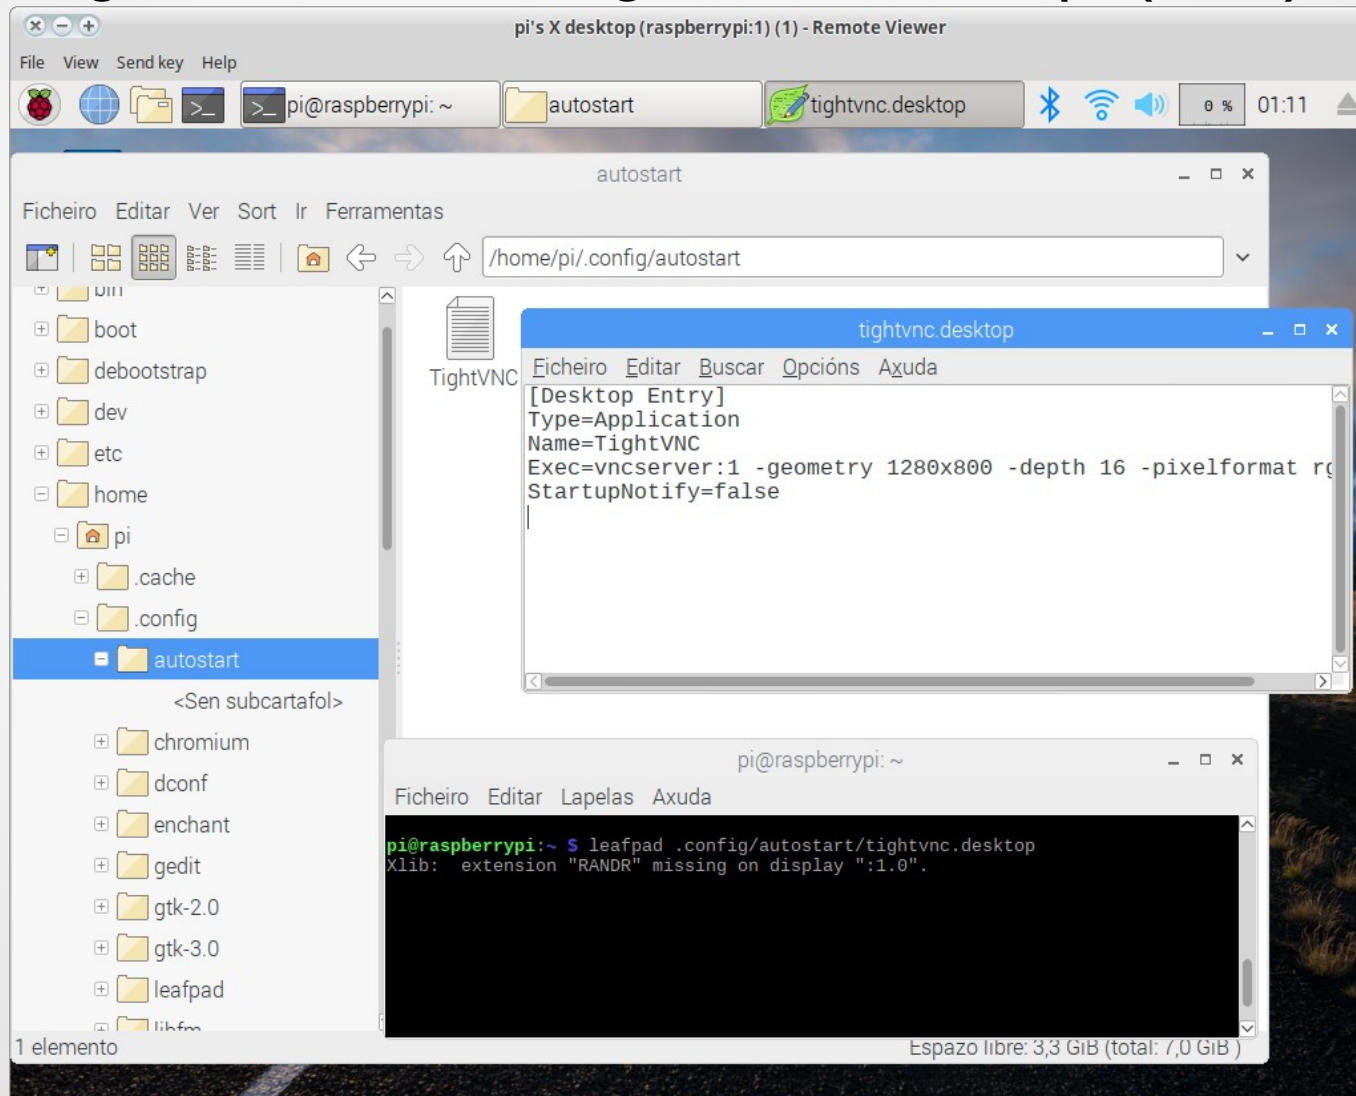 pi's X desktop (raspberrypi:1) (1) - Remote Viewer
File View Send key Help
pi@raspberrypi: ~ autostart tightvnc.desktop 0 % 01:11
autostart
Ficheiro Editar Ver Sort Ir Ferramentas
/home/pi/.config/autostart
bin
boot
debootstrap
dev
etc
home
pi
.cache
.config
autostart
<Sen subcartafol>
chromium
dconf
enchant
gedit
gtk-2.0
gtk-3.0
leafpad
libfm
TightVNC
tightvnc.desktop
Ficheiro Editar Buscar Opcións Axuda
[Desktop Entry]
Type=Application
Name=TightVNC
Exec=vncserver:1 -geometry 1280x800 -depth 16 -pixelformat rg
StartupNotify=false
pi@raspberrypi: ~
Ficheiro Editar Lapelas Axuda
pi@raspberrypi:~ $ leafpad .config/autostart/tightvnc.desktop
Xlib: extension "RANDR" missing on display ":1.0".
1 elemento
Espazo libre: 3,3 GiB (total: 7,0 GiB )